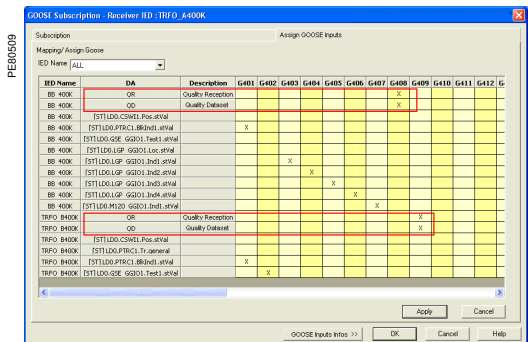 PE80509
GOOSE Subscription - Receiver IED :TRFO_A400K
Subscription
Assign GOOSE Inputs
Mapping/ Assign Goose
IED Name ALL
IED Name DA Description G401 G402 G403 G404 G405 G406 G407 G408 G409 G410 G411 G412 G
BB 400K QR Quality Reception X
BB 400K QD Quality Dataset X
BB 400K [ST]LD0.CSWI1.Pos.stVal
BB 400K [ST]LD0.PTRC1.BlkInd1.stVal X
BB 400K [ST]LD0.GSE GGIO1.Test1.stVal
BB 400K [ST]LD0.LGP GGIO1.Loc.stVal
BB 400K [ST]LD0.LGP GGIO1.Ind1.stVal X
BB 400K [ST]LD0.LGP GGIO1.Ind2.stVal X
BB 400K [ST]LD0.LGP GGIO1.Ind3.stVal X
BB 400K [ST]LD0.LGP GGIO1.Ind4.stVal X
BB 400K [ST]LD0.M120 GGIO1.Ind1.stVal X
TRFO B400K QR Quality Reception X
TRFO B400K QD Quality Dataset X
TRFO B400K [ST]LD0.CSWI1.Pos.stVal
TRFO B400K [ST]LD0.PTRC1.Tr.general
TRFO B400K [ST]LD0.PTRC1.BlkInd1.stVal X
TRFO B400K [ST]LD0.GSE GGIO1.Test1.stVal X
Apply Cancel
GOOSE Inputs Infos >> OK Cancel Help